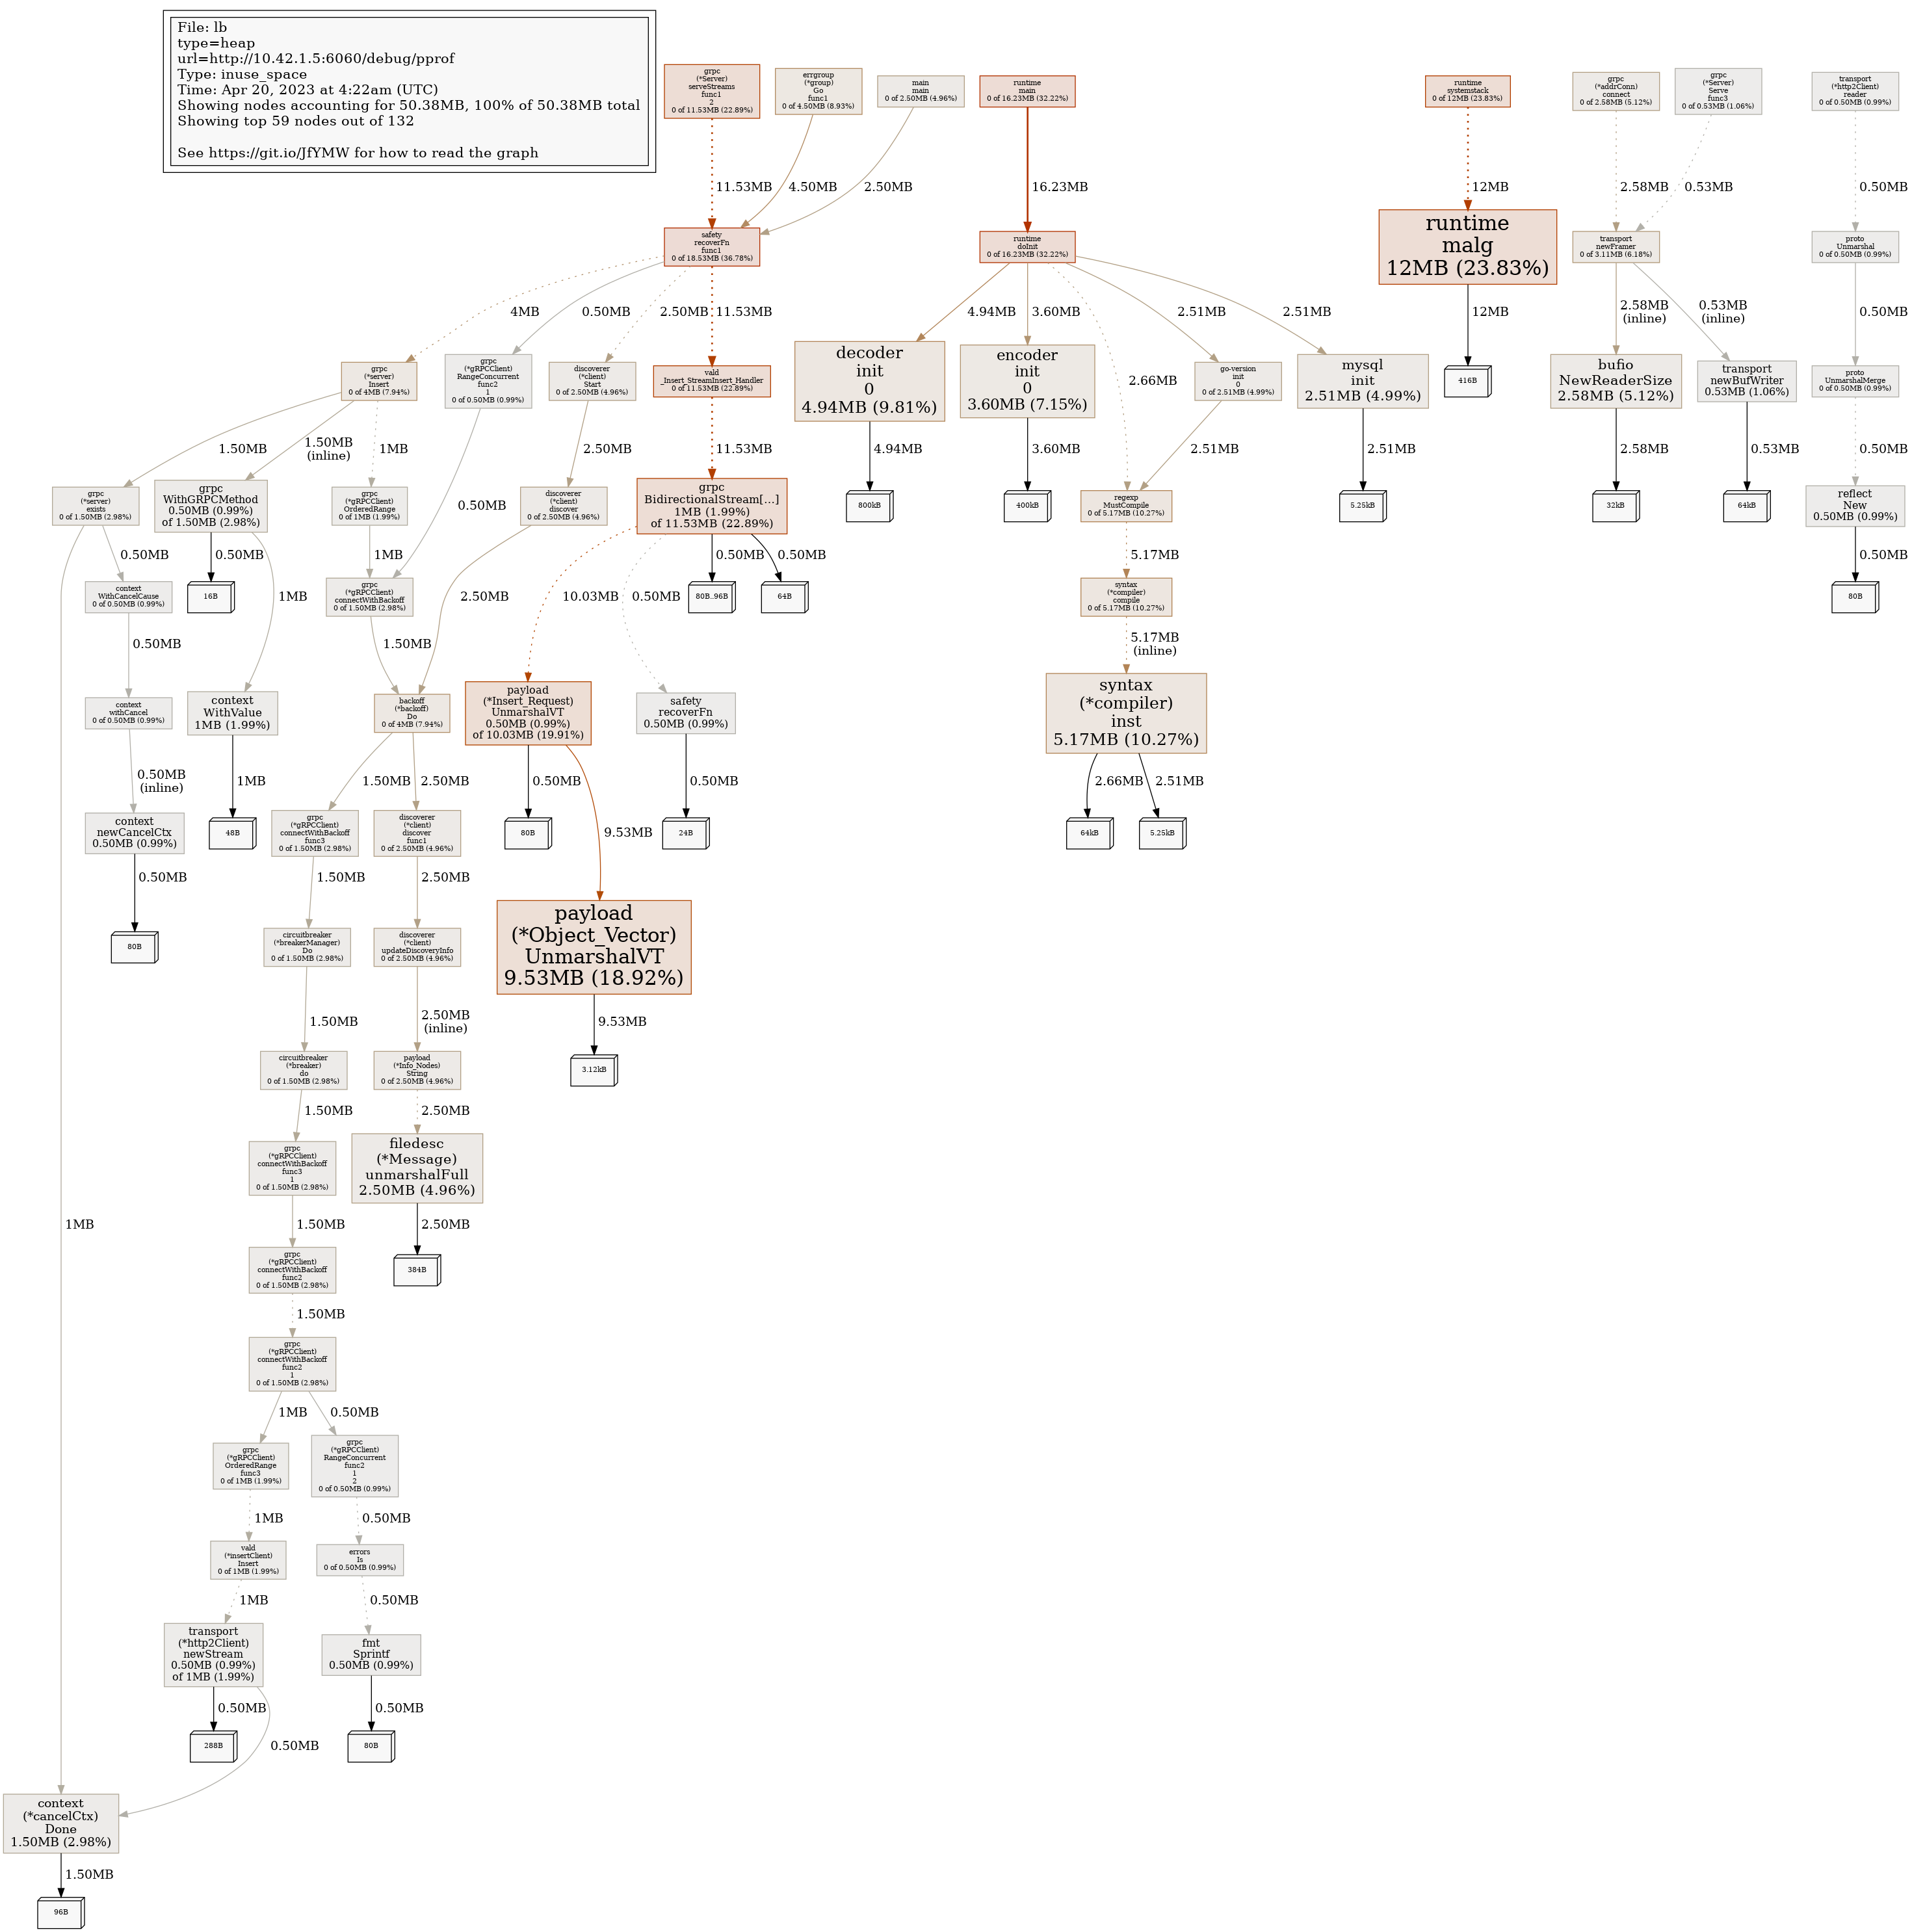 File: lb
type=heap
url=http://10.42.1.5:6060/debug/pprof
Type: inuse_space
Time: Apr 20, 2023 at 4:22am (UTC)
Showing nodes accounting for 50.38MB, 100% of 50.38MB total
Showing top 59 nodes out of 132
See https://git.io/JfYMW for how to read the graph
grpc
(*Server)
serveStreams
func1
2
0 of 11.53MB (22.89%)
errgroup
(*group)
Go
func1
0 of 4.50MB (8.93%)
main
main
0 of 2.50MB (4.96%)
runtime
main
0 of 16.23MB (32.22%)
runtime
systemstack
0 of 12MB (23.83%)
grpc
(*addrConn)
connect
0 of 2.58MB (5.12%)
grpc
(*Server)
Serve
func3
0 of 0.53MB (1.06%)
transport
(*http2Client)
reader
0 of 0.50MB (0.99%)
11.53MB
4.50MB
2.50MB
16.23MB
12MB
2.58MB
0.53MB
0.50MB
safety
recoverFn
func1
0 of 18.53MB (36.78%)
runtime
doInit
0 of 16.23MB (32.22%)
runtime
malg
12MB (23.83%)
transport
newFramer
0 of 3.11MB (6.18%)
proto
Unmarshal
0 of 0.50MB (0.99%)
4MB
0.50MB
2.50MB
11.53MB
4.94MB
3.60MB
2.66MB
2.51MB
2.51MB
12MB
2.58MB
(inline)
0.53MB
(inline)
0.50MB
grpc
(*server)
Insert
0 of 4MB (7.94%)
grpc
(*gRPCClient)
RangeConcurrent
func2
1
0 of 0.50MB (0.99%)
discoverer
(*client)
Start
0 of 2.50MB (4.96%)
vald
_Insert_StreamInsert_Handler
0 of 11.53MB (22.89%)
decoder
init
0
4.94MB (9.81%)
encoder
init
0
3.60MB (7.15%)
go-version
init
0
0 of 2.51MB (4.99%)
mysql
init
2.51MB (4.99%)
416B
bufio
NewReaderSize
2.58MB (5.12%)
transport
newBufWriter
0.53MB (1.06%)
proto
UnmarshalMerge
0 of 0.50MB (0.99%)
1.50MB
1.50MB
(inline)
1MB
0.50MB
2.50MB
11.53MB
4.94MB
3.60MB
2.51MB
2.51MB
2.58MB
0.53MB
0.50MB
grpc
(*server)
exists
0 of 1.50MB (2.98%)
grpc
WithGRPCMethod
0.50MB (0.99%)
of 1.50MB (2.98%)
grpc
(*gRPCClient)
OrderedRange
0 of 1MB (1.99%)
discoverer
(*client)
discover
0 of 2.50MB (4.96%)
grpc
BidirectionalStream[...]
1MB (1.99%)
of 11.53MB (22.89%)
800kB
400kB
regexp
MustCompile
0 of 5.17MB (10.27%)
5.25kB
32kB
64kB
reflect
New
0.50MB (0.99%)
1MB
0.50MB
0.50MB
1MB
1MB
2.50MB
10.03MB
0.50MB
0.50MB
0.50MB
5.17MB
0.50MB
context
WithCancelCause
0 of 0.50MB (0.99%)
16B
grpc
(*gRPCClient)
connectWithBackoff
0 of 1.50MB (2.98%)
80B..96B
64B
syntax
(*compiler)
compile
0 of 5.17MB (10.27%)
80B
0.50MB
1.50MB
5.17MB
(inline)
context
withCancel
0 of 0.50MB (0.99%)
context
WithValue
1MB (1.99%)
backoff
(*backoff)
Do
0 of 4MB (7.94%)
payload
(*Insert_Request)
UnmarshalVT
0.50MB (0.99%)
of 10.03MB (19.91%)
safety
recoverFn
0.50MB (0.99%)
syntax
(*compiler)
inst
5.17MB (10.27%)
0.50MB
(inline)
1MB
1.50MB
2.50MB
0.50MB
9.53MB
0.50MB
2.66MB
2.51MB
context
newCancelCtx
0.50MB (0.99%)
48B
grpc
(*gRPCClient)
connectWithBackoff
func3
0 of 1.50MB (2.98%)
discoverer
(*client)
discover
func1
0 of 2.50MB (4.96%)
80B
24B
64kB
5.25kB
0.50MB
1.50MB
2.50MB
80B
circuitbreaker
(*breakerManager)
Do
0 of 1.50MB (2.98%)
discoverer
(*client)
updateDiscoveryInfo
0 of 2.50MB (4.96%)
payload
(*Object_Vector)
UnmarshalVT
9.53MB (18.92%)
1.50MB
2.50MB
(inline)
9.53MB
circuitbreaker
(*breaker)
do
0 of 1.50MB (2.98%)
payload
(*Info_Nodes)
String
0 of 2.50MB (4.96%)
3.12kB
1.50MB
2.50MB
grpc
(*gRPCClient)
connectWithBackoff
func3
1
0 of 1.50MB (2.98%)
filedesc
(*Message)
unmarshalFull
2.50MB (4.96%)
1.50MB
2.50MB
grpc
(*gRPCClient)
connectWithBackoff
func2
0 of 1.50MB (2.98%)
384B
1.50MB
grpc
(*gRPCClient)
connectWithBackoff
func2
1
0 of 1.50MB (2.98%)
1MB
0.50MB
grpc
(*gRPCClient)
OrderedRange
func3
0 of 1MB (1.99%)
grpc
(*gRPCClient)
RangeConcurrent
func2
1
2
0 of 0.50MB (0.99%)
1MB
0.50MB
vald
(*insertClient)
Insert
0 of 1MB (1.99%)
errors
Is
0 of 0.50MB (0.99%)
1MB
0.50MB
transport
(*http2Client)
newStream
0.50MB (0.99%)
of 1MB (1.99%)
fmt
Sprintf
0.50MB (0.99%)
0.50MB
0.50MB
0.50MB
288B
80B
context
(*cancelCtx)
Done
1.50MB (2.98%)
1.50MB
96B